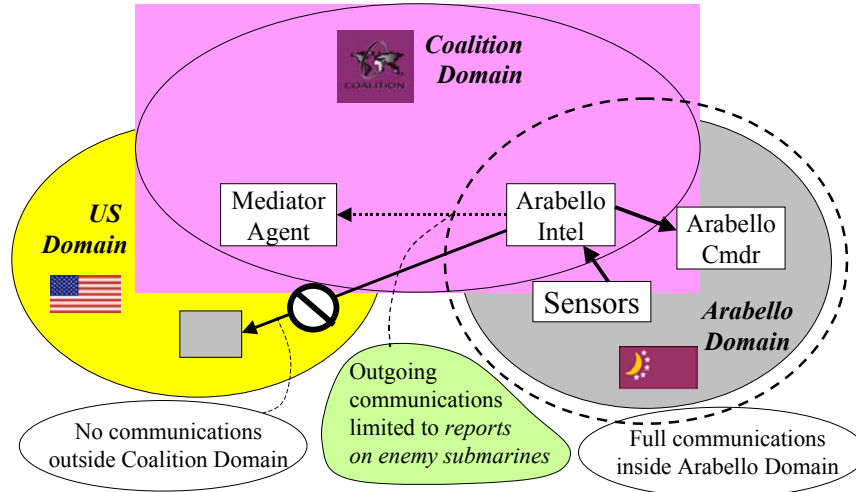 Coalition
Domain
COALITION
US
Domain
Mediator
Agent
Arabello
Intel
Arabello
Cmdr
Sensors
Arabello
Domain
Outgoing
communications
limited to reports
on enemy submarines
No communications
outside Coalition Domain
Full communications
inside Arabello Domain